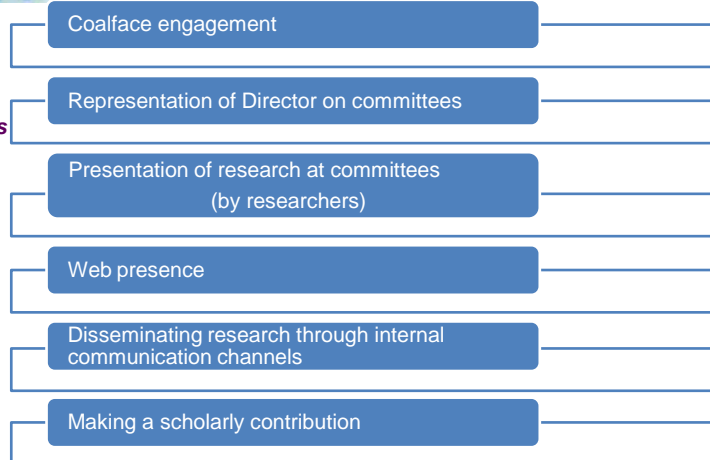 Coalface engagement
Representation of Director on committees
s
Presentation of research at committees
(by researchers)
Web presence
Disseminating research through internal
communication channels
Making a scholarly contribution